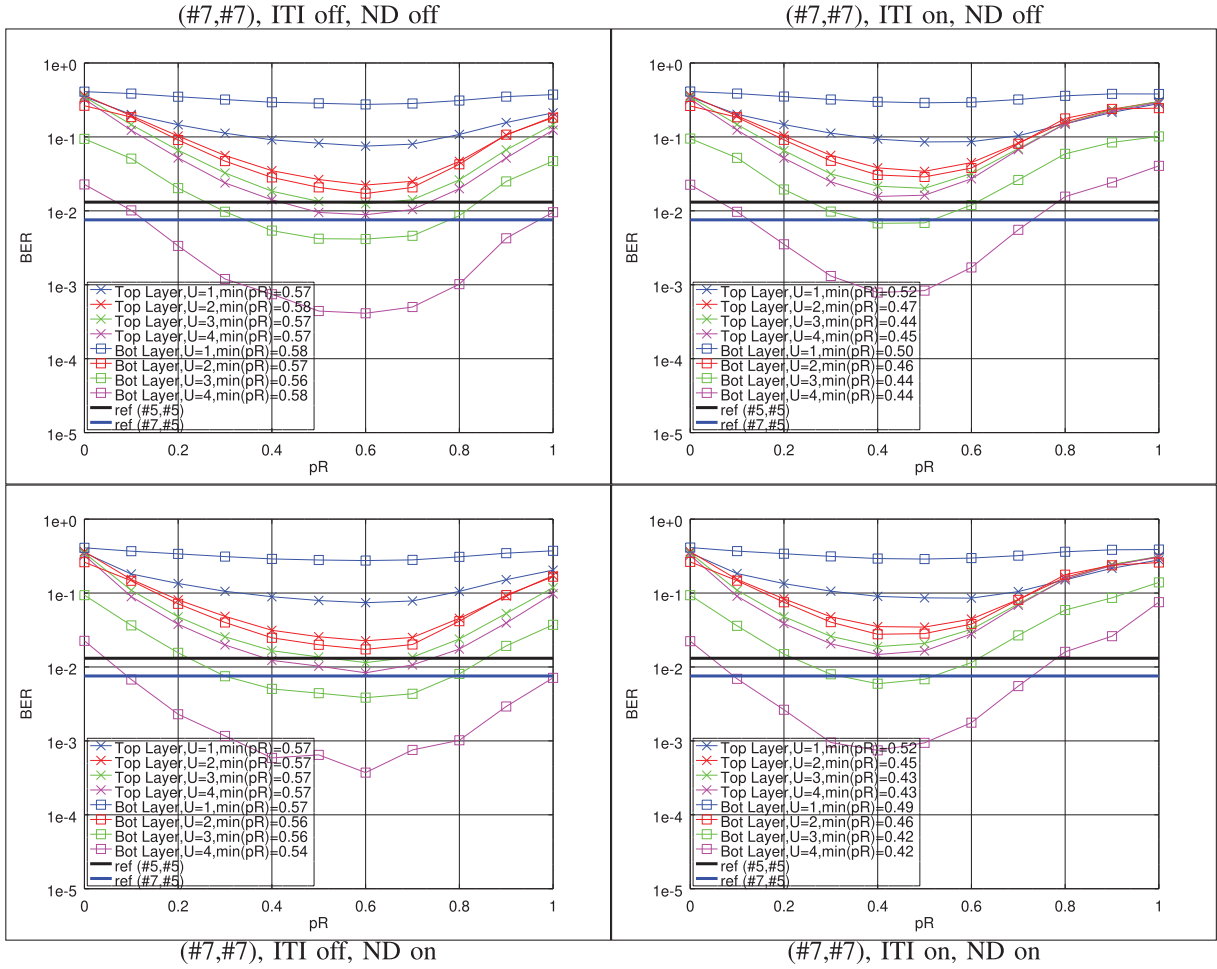 (#7,#7), ITI off, ND off
(#7,#7), ITI on, ND off
1e+0
1e-1
1e-2
1e-3
1e-4
1e-5
BER
Top Layer,U=1,min(pR)=0.57
Top Layer,U=2,min(pR)=0.58
Top Layer,U=3,min(pR)=0.57
Top Layer,U=4,min(pR)=0.57
Bot Layer,U=1,min(pR)=0.58
Bot Layer,U=2,min(pR)=0.57
Bot Layer,U=3,min(pR)=0.56
Bot Layer,U=4,min(pR)=0.58
ref (#5,#5)
ref (#7,#5)
0 0.2 0.4 0.6 0.8 1
pR
1e+0
1e-1
1e-2
1e-3
1e-4
1e-5
BER
Top Layer,U=1,min(pR)=0.52
Top Layer,U=2,min(pR)=0.47
Top Layer,U=3,min(pR)=0.44
Top Layer,U=4,min(pR)=0.45
Bot Layer,U=1,min(pR)=0.50
Bot Layer,U=2,min(pR)=0.46
Bot Layer,U=3,min(pR)=0.44
Bot Layer,U=4,min(pR)=0.44
ref (#5,#5)
ref (#7,#5)
0 0.2 0.4 0.6 0.8 1
pR
1e+0
1e-1
1e-2
1e-3
1e-4
1e-5
BER
Top Layer,U=1,min(pR)=0.57
Top Layer,U=2,min(pR)=0.57
Top Layer,U=3,min(pR)=0.57
Top Layer,U=4,min(pR)=0.57
Bot Layer,U=1,min(pR)=0.57
Bot Layer,U=2,min(pR)=0.56
Bot Layer,U=3,min(pR)=0.56
Bot Layer,U=4,min(pR)=0.54
ref (#5,#5)
ref (#7,#5)
0 0.2 0.4 0.6 0.8 1
pR
1e+0
1e-1
1e-2
1e-3
1e-4
1e-5
BER
Top Layer,U=1,min(pR)=0.52
Top Layer,U=2,min(pR)=0.45
Top Layer,U=3,min(pR)=0.43
Top Layer,U=4,min(pR)=0.43
Bot Layer,U=1,min(pR)=0.49
Bot Layer,U=2,min(pR)=0.46
Bot Layer,U=3,min(pR)=0.42
Bot Layer,U=4,min(pR)=0.42
ref (#5,#5)
ref (#7,#5)
0 0.2 0.4 0.6 0.8 1
pR
(#7,#7), ITI off, ND on
(#7,#7), ITI on, ND on